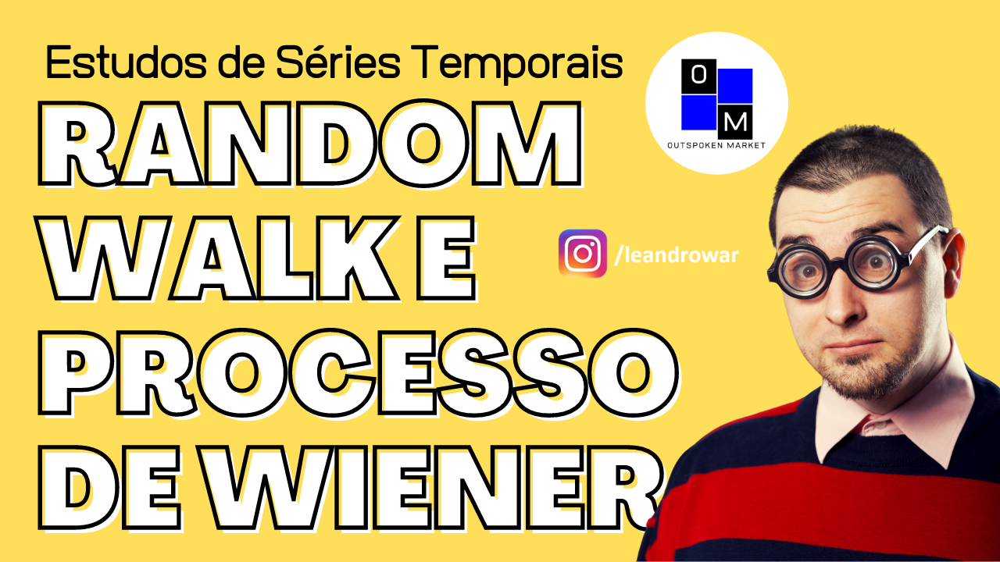 Estudos de Séries Temporais
RANDOM
WALK E
PROCESSO
DE WIENER
O
M
OUTSPOKEN MARKET
/leandrowar